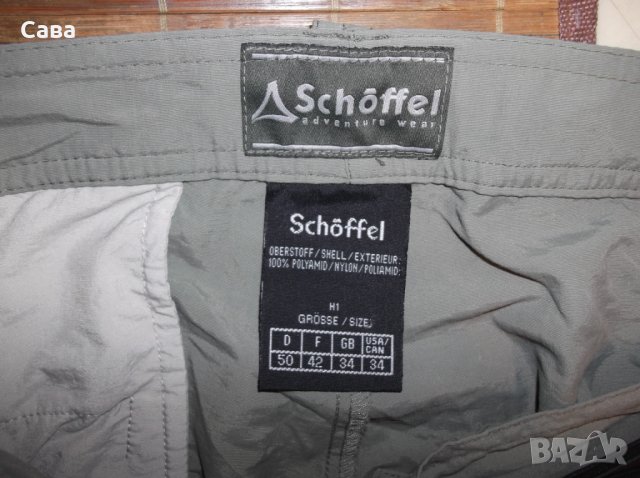 Сава
Schöffel
adventure wear
Schöffel
OBERSTOFF/SHELL/EXTERIEUR:
100% POLYAMID/NYLON/POLIAMID:
H1
GRÖSSE/SIZE:
D F GB USA/CAN
50 42 34 34
BAZAR